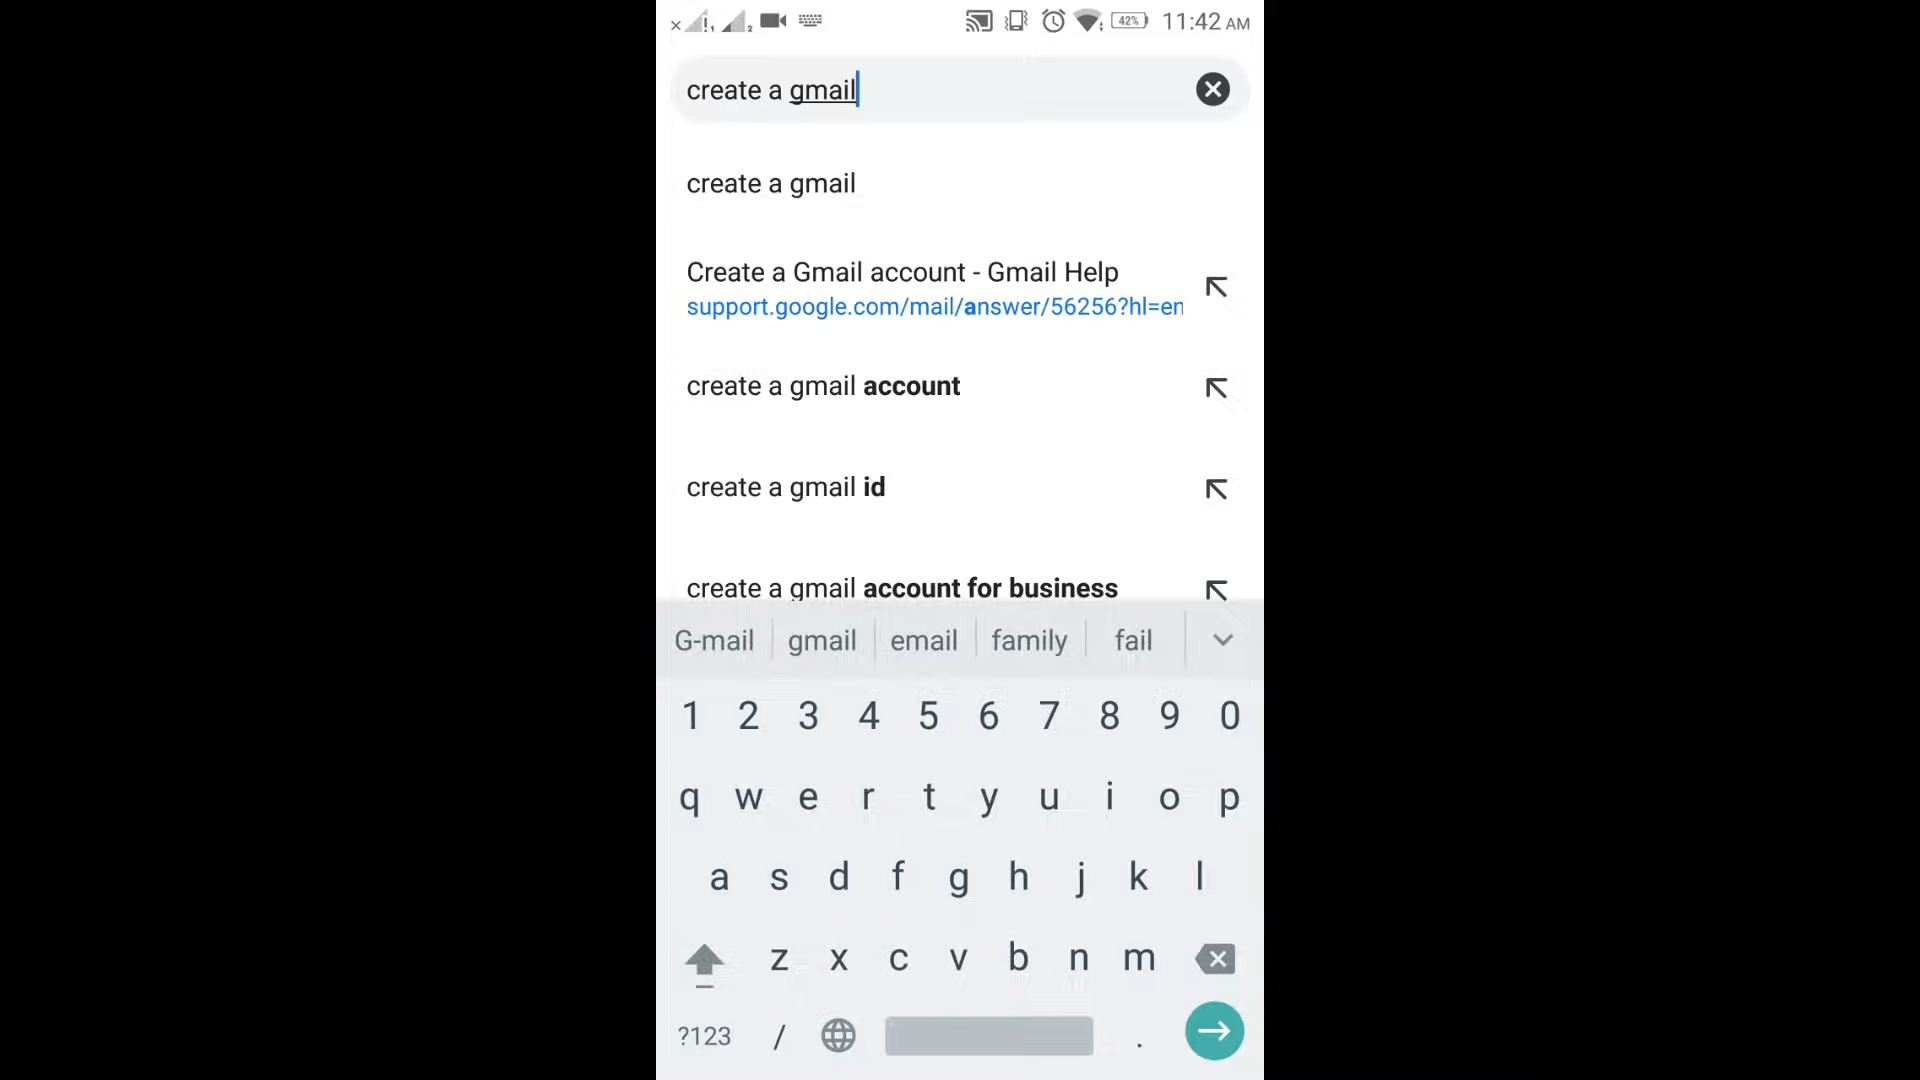 42% 11:42 AM
create a gmail
create a gmail
Create a Gmail account - Gmail Help
support.google.com/mail/answer/56256?hl=en
create a gmail account
create a gmail id
create a gmail account for business
G-mail gmail email family fail
1 2 3 4 5 6 7 8 9 0
q w e r t y u i o p
a s d f g h j k l
z x c v b n m
?123 / .